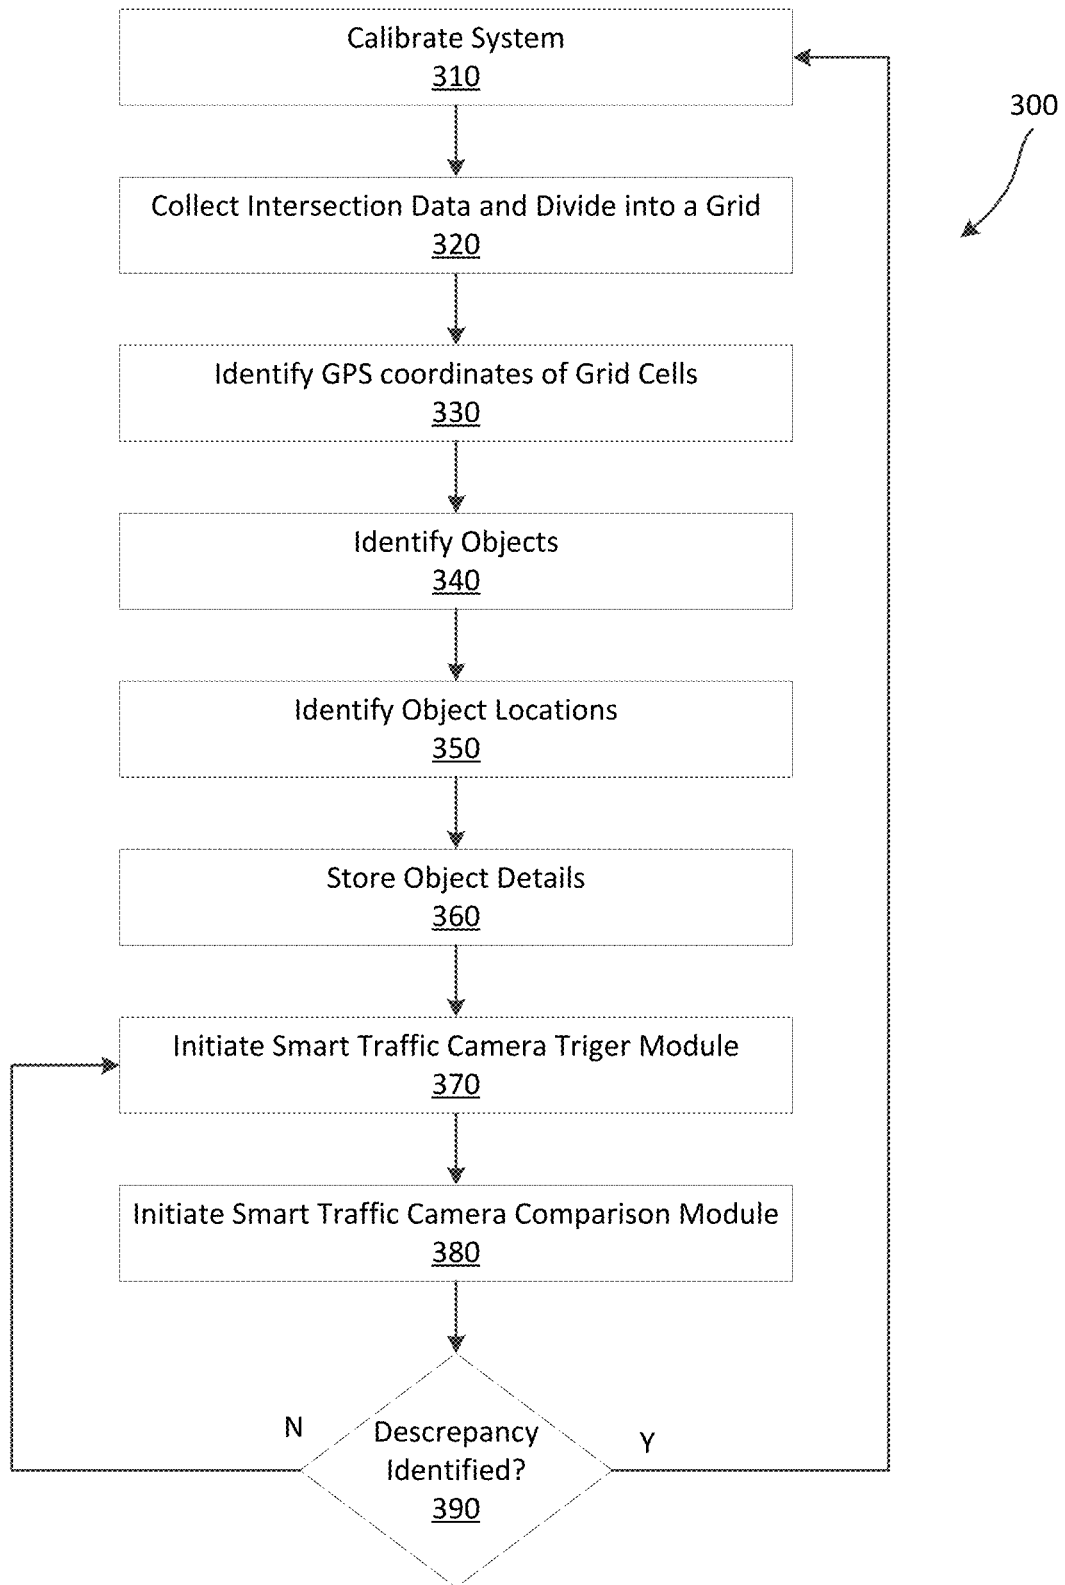 Calibrate System
310
300
Collect Intersection Data and Divide into a Grid
320
Identify GPS coordinates of Grid Cells
330
Identify Objects
340
Identify Object Locations
350
Store Object Details
360
Initiate Smart Traffic Camera Triger Module
370
Initiate Smart Traffic Camera Comparison Module
380
N
Descrepancy
Y
Identified?
390